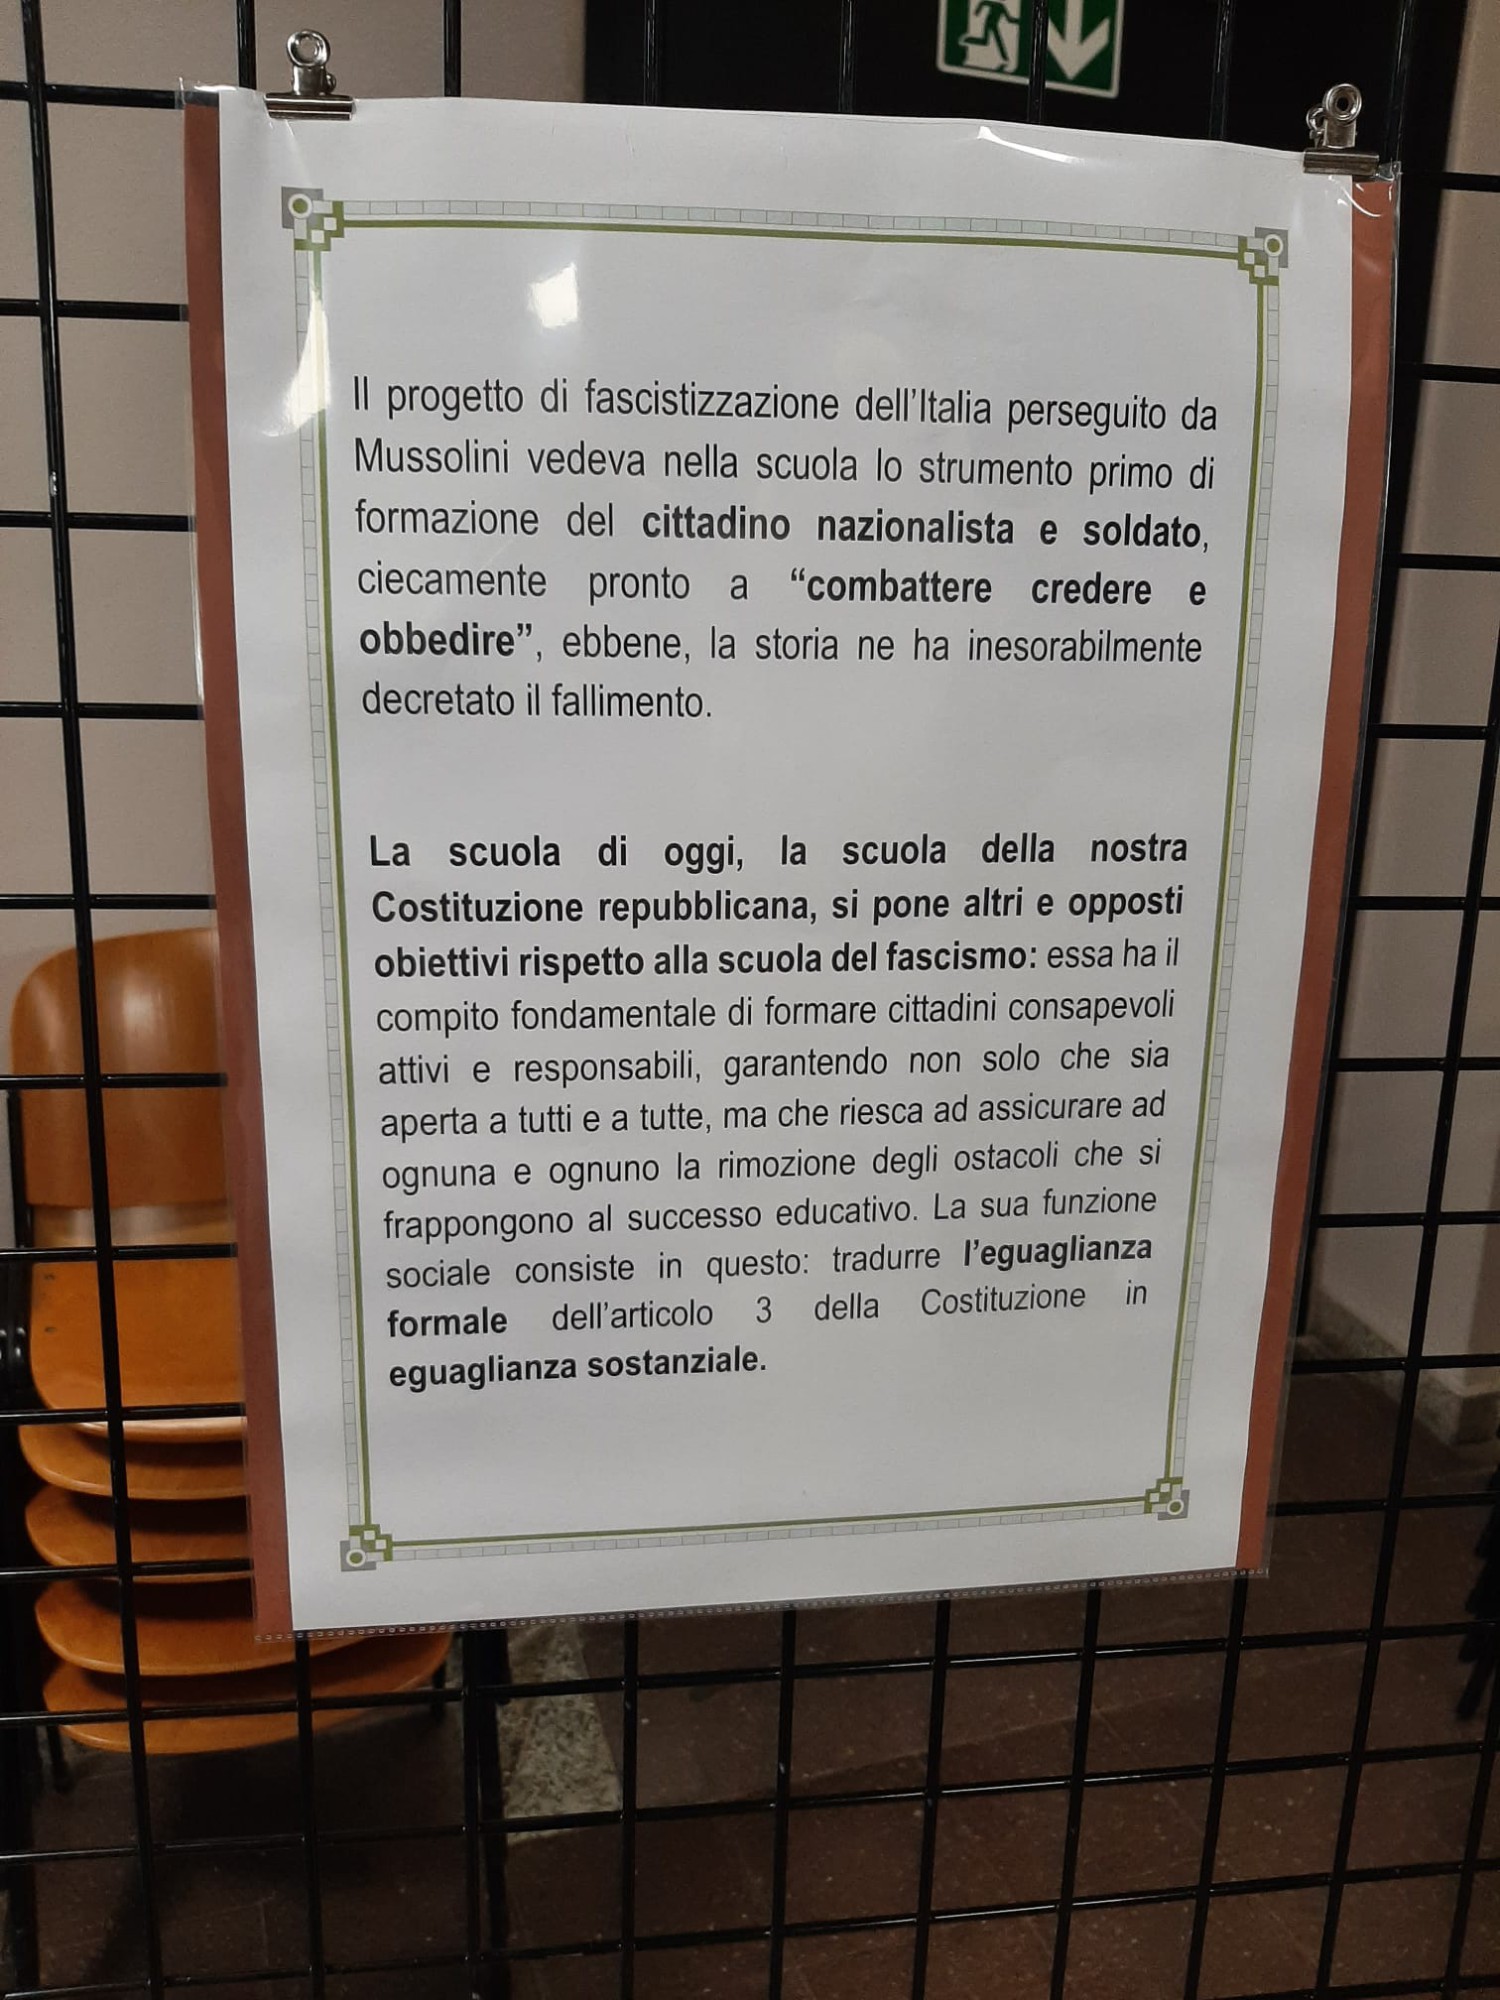 Il progetto di fascistizzazione dell'Italia perseguito da
Mussolini vedeva nella scuola lo strumento primo di
formazione del cittadino nazionalista e soldato,
ciecamente pronto a “combattere credere e
obbedire”, ebbene, la storia ne ha inesorabilmente
decretato il fallimento.
La scuola di oggi, la scuola della nostra
Costituzione repubblicana, si pone altri e opposti
obiettivi rispetto alla scuola del fascismo: essa ha il
compito fondamentale di formare cittadini consapevoli
attivi e responsabili, garantendo non solo che sia
aperta a tutti e a tutte, ma che riesca ad assicurare ad
ognuna e ognuno la rimozione degli ostacoli che si
frappongono al successo educativo. La sua funzione
sociale consiste in questo: tradurre l'eguaglianza
formale dell'articolo 3 della Costituzione in
eguaglianza sostanziale.